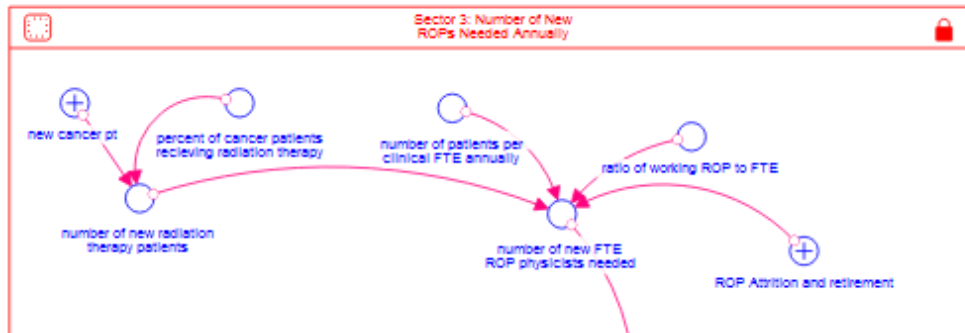 Sector 3: Number of New
ROPs Needed Annually
new cancer pt
percent of cancer patients
recieving radiation therapy
number of patients per
clinical FTE annually
ratio of working ROP to FTE
number of new radiation
therapy patients
number of new FTE
ROP physicists needed
ROP Attrition and retirement